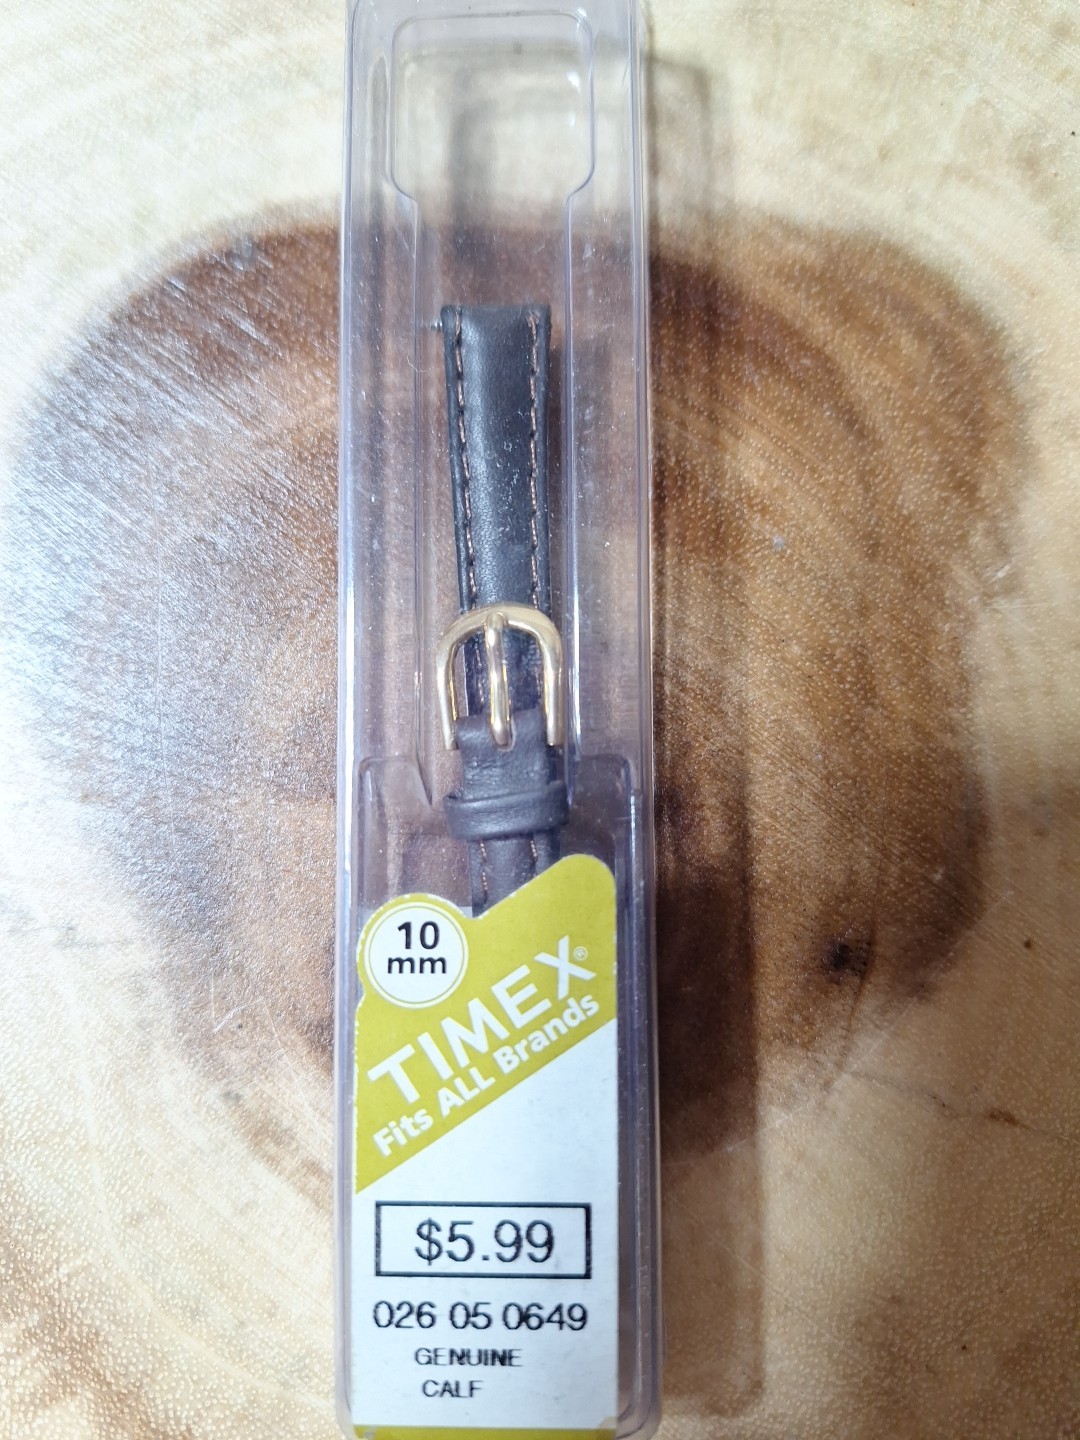 10
mm
TIMEX®
Fits ALL Brands
$5.99
026 05 0649
GENUINE
CALF